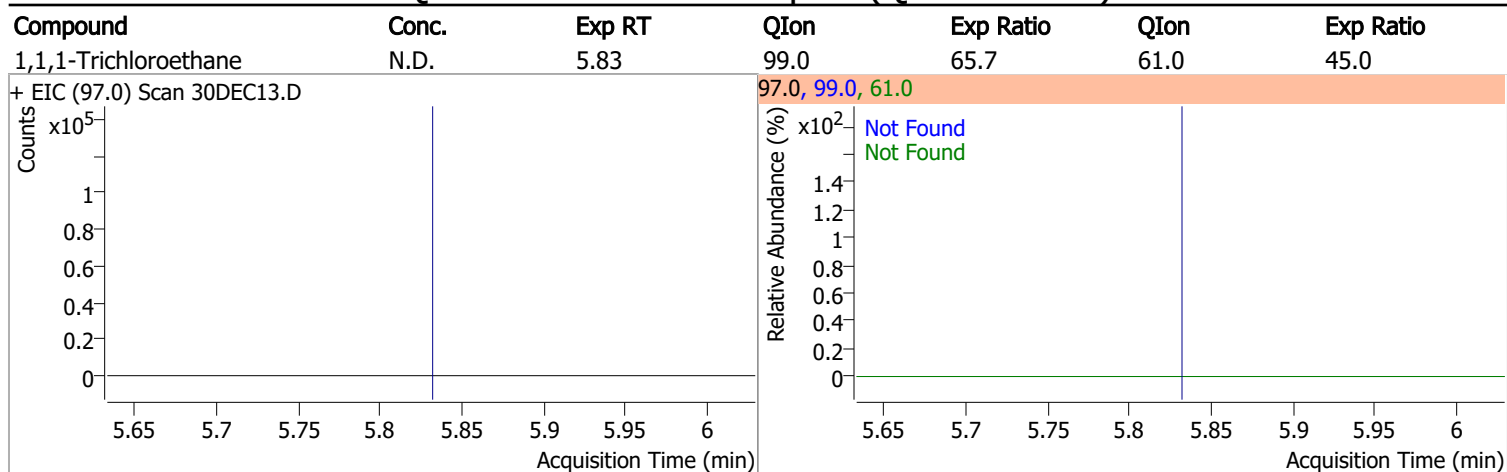 Compound Conc. Exp RT QIon Exp Ratio QIon Exp Ratio
1,1,1-Trichloroethane N.D. 5.83 99.0 65.7 61.0 45.0
+ EIC (97.0) Scan 30DEC13.D
Counts
x10⁵
1
0.8
0.6
0.4
0.2
0
5.65 5.7 5.75 5.8 5.85 5.9 5.95 6
Acquisition Time (min)
97.0, 99.0, 61.0
Relative Abundance (%)
x10²
Not Found
Not Found
1.4
1.2
1
0.8
0.6
0.4
0.2
0
5.65 5.7 5.75 5.8 5.85 5.9 5.95 6
Acquisition Time (min)